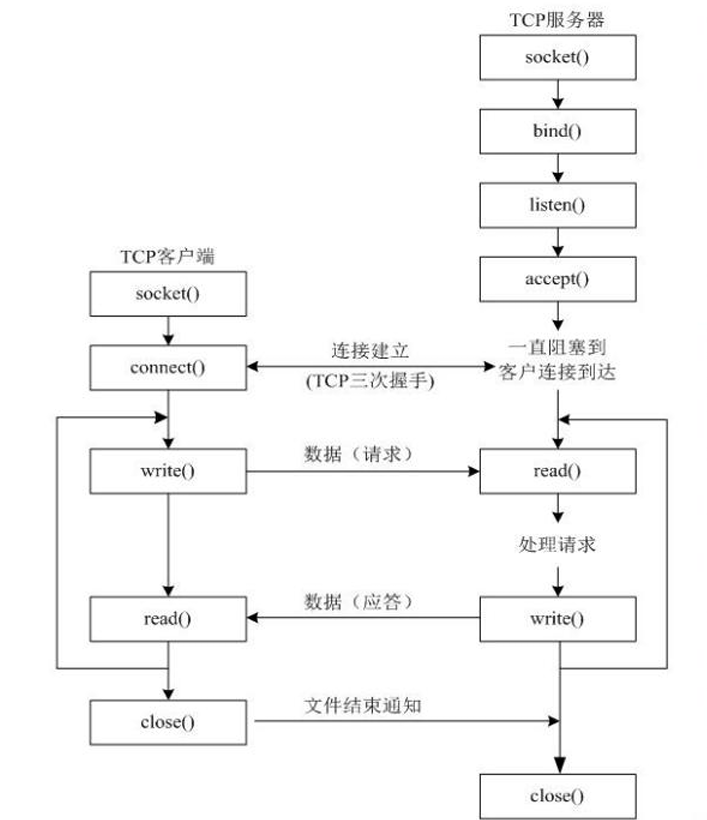 TCP服务器
socket()
bind()
listen()
TCP客户端
accept()
socket()
一直阻塞到
客户连接到达
连接建立
(TCP三次握手)
connect()
数据（请求）
write()
read()
处理请求
数据（应答）
read()
write()
文件结束通知
close()
close()